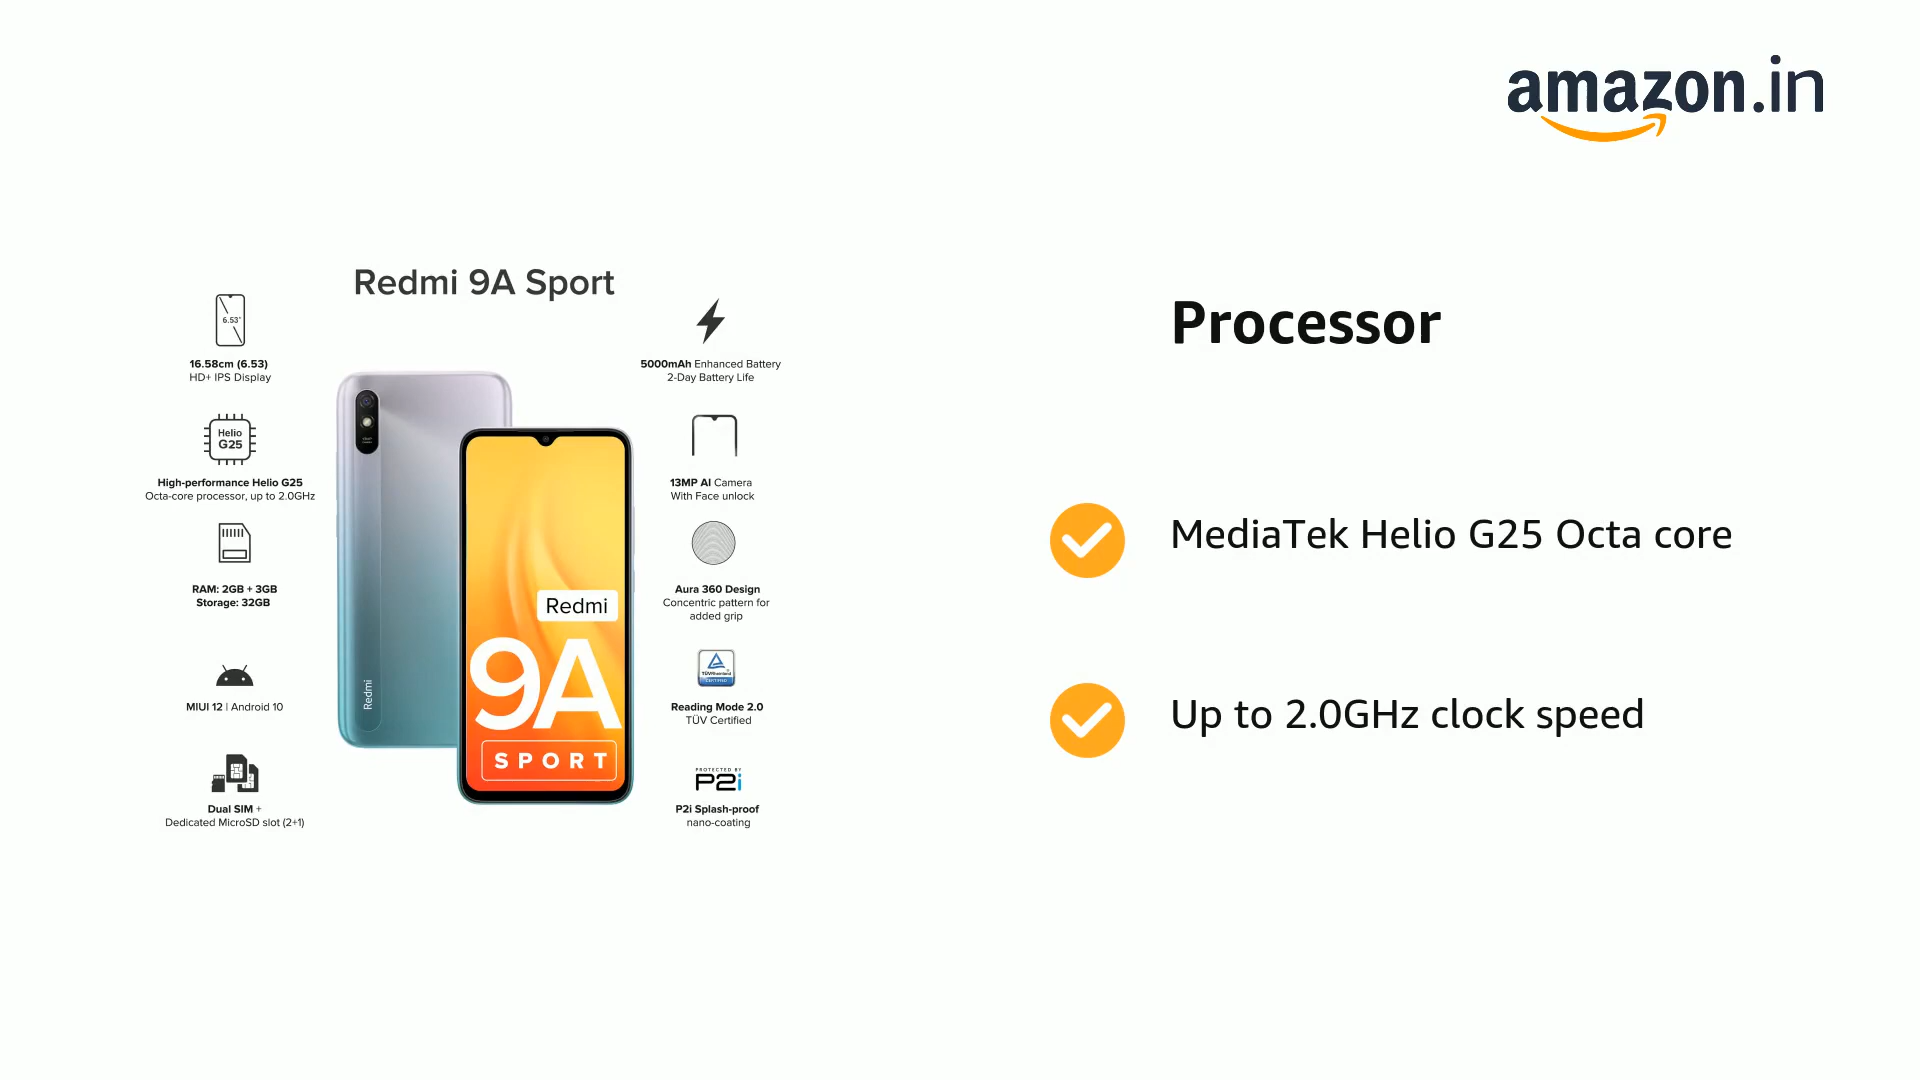 amazon.in
Redmi 9A Sport
6.53"
16.58cm (6.53)
HD+ IPS Display
Helio
G25
High-performance Helio G25
Octa-core processor, up to 2.0GHz
RAM: 2GB + 3GB
Storage: 32GB
MIUI 12 | Android 10
Dual SIM +
Dedicated MicroSD slot (2+1)
Redmi
Redmi
9A
SPORT
5000mAh Enhanced Battery
2-Day Battery Life
13MP AI Camera
With Face unlock
Aura 360 Design
Concentric pattern for
added grip
TÜVRheinland
CERTIFIED
Reading Mode 2.0
TÜV Certified
PROTECTED BY
P2i
P2i Splash-proof
nano-coating
Processor
MediaTek Helio G25 Octa core
Up to 2.0GHz clock speed